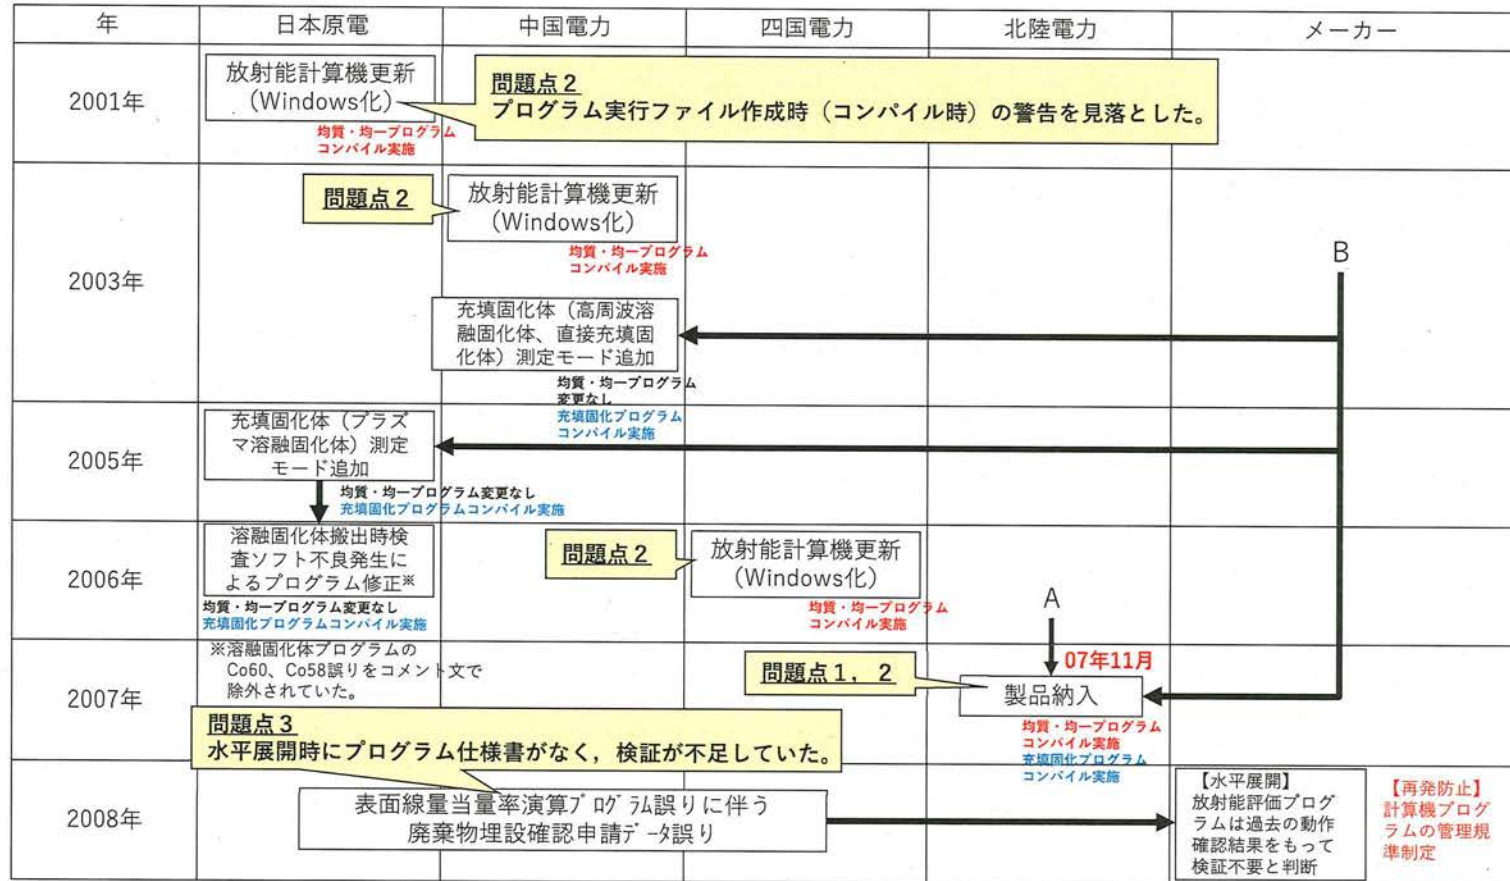 年
日本原電
中国電力
四国電力
北陸電力
メーカー
2001年
放射能計算機更新
(Windows化)
均質・均一プログラム
コンパイル実施
問題点2
プログラム実行ファイル作成時（コンパイル時）の警告を見落とした。
2003年
問題点2
放射能計算機更新
(Windows化)
均質・均一プログラム
コンパイル実施
B
充填固化体（高周波溶
融固化体、直接充填固
化体）測定モード追加
均質・均一プログラム
変更なし
充填固化プログラム
コンパイル実施
2005年
充填固化体（プラズ
マ溶融固化体）測定
モード追加
均質・均一プログラム変更なし
充填固化プログラムコンパイル実施
2006年
溶融固化体搬出時検
査ソフト不良発生に
よるプログラム修正※
均質・均一プログラム変更なし
充填固化プログラムコンパイル実施
問題点2
放射能計算機更新
(Windows化)
均質・均一プログラム
コンパイル実施
A
2007年
※溶融固化体プログラムの
Co60、Co58誤りをコメント文で
除外されていた。
問題点1，2
07年11月
製品納入
均質・均一プログラム
コンパイル実施
充填固化プログラム
コンパイル実施
問題点3
水平展開時にプログラム仕様書がなく，検証が不足していた。
2008年
表面線量当量率演算プログラム誤りに伴う
廃棄物埋設確認申請データ誤り
【水平展開】
放射能評価プログ
ラムは過去の動作
確認結果をもって
検証不要と判断
【再発防止】
計算機プログ
ラムの管理規
準制定